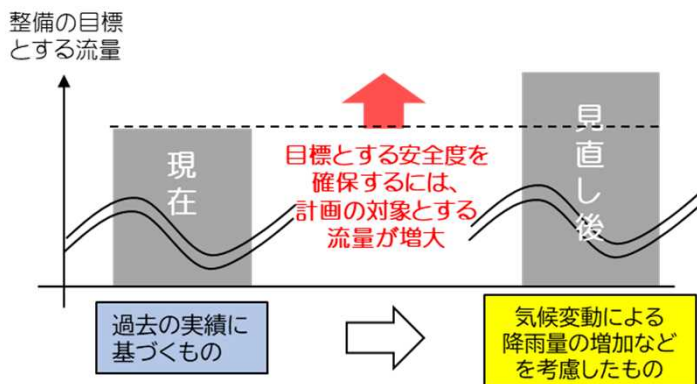 整備の目標
とする流量
現在
見直し後
目標とする安全度を
確保するには、
計画の対象とする
流量が増大
過去の実績に
基づくもの
気候変動による
降雨量の増加など
を考慮したもの